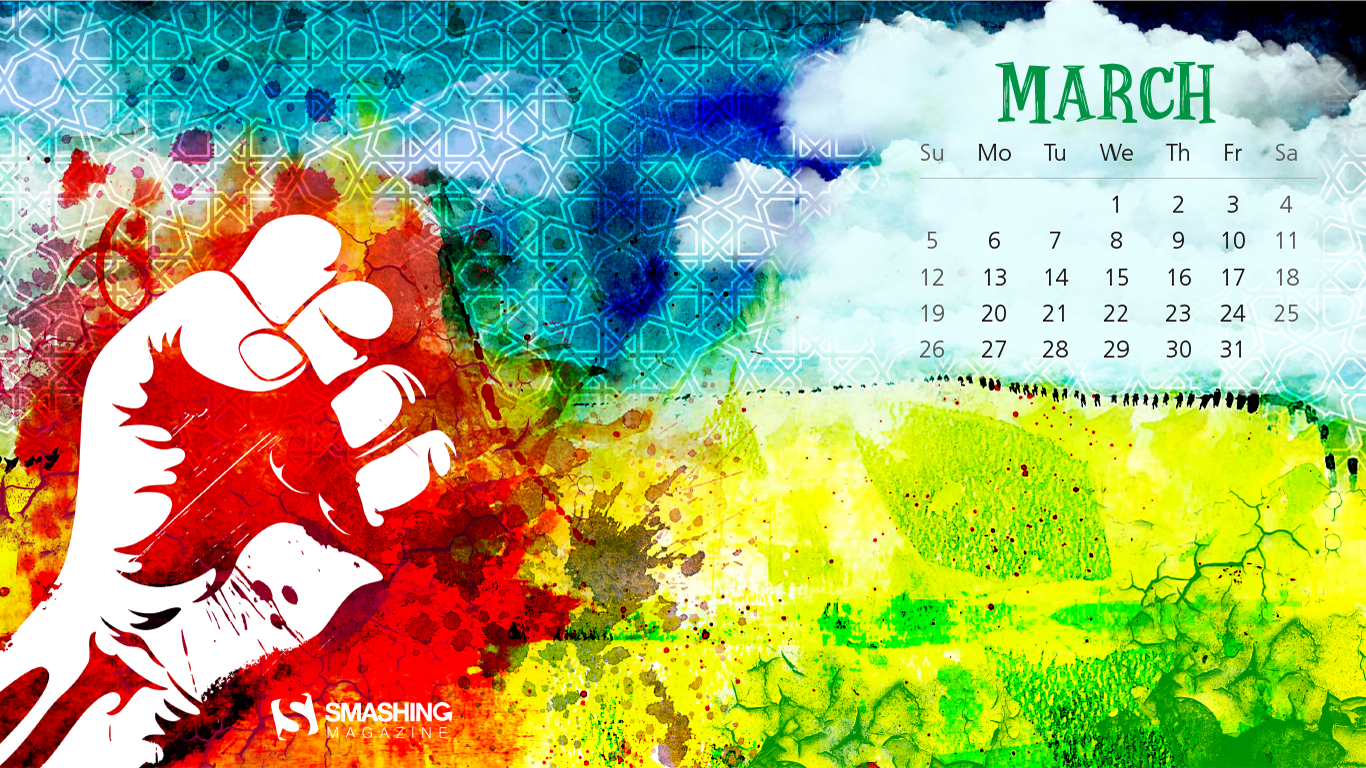 MARCH
Su Mo Tu We Th Fr Sa
1 2 3 4
5 6 7 8 9 10 11
12 13 14 15 16 17 18
19 20 21 22 23 24 25
26 27 28 29 30 31
SMASHING
MAGAZINE